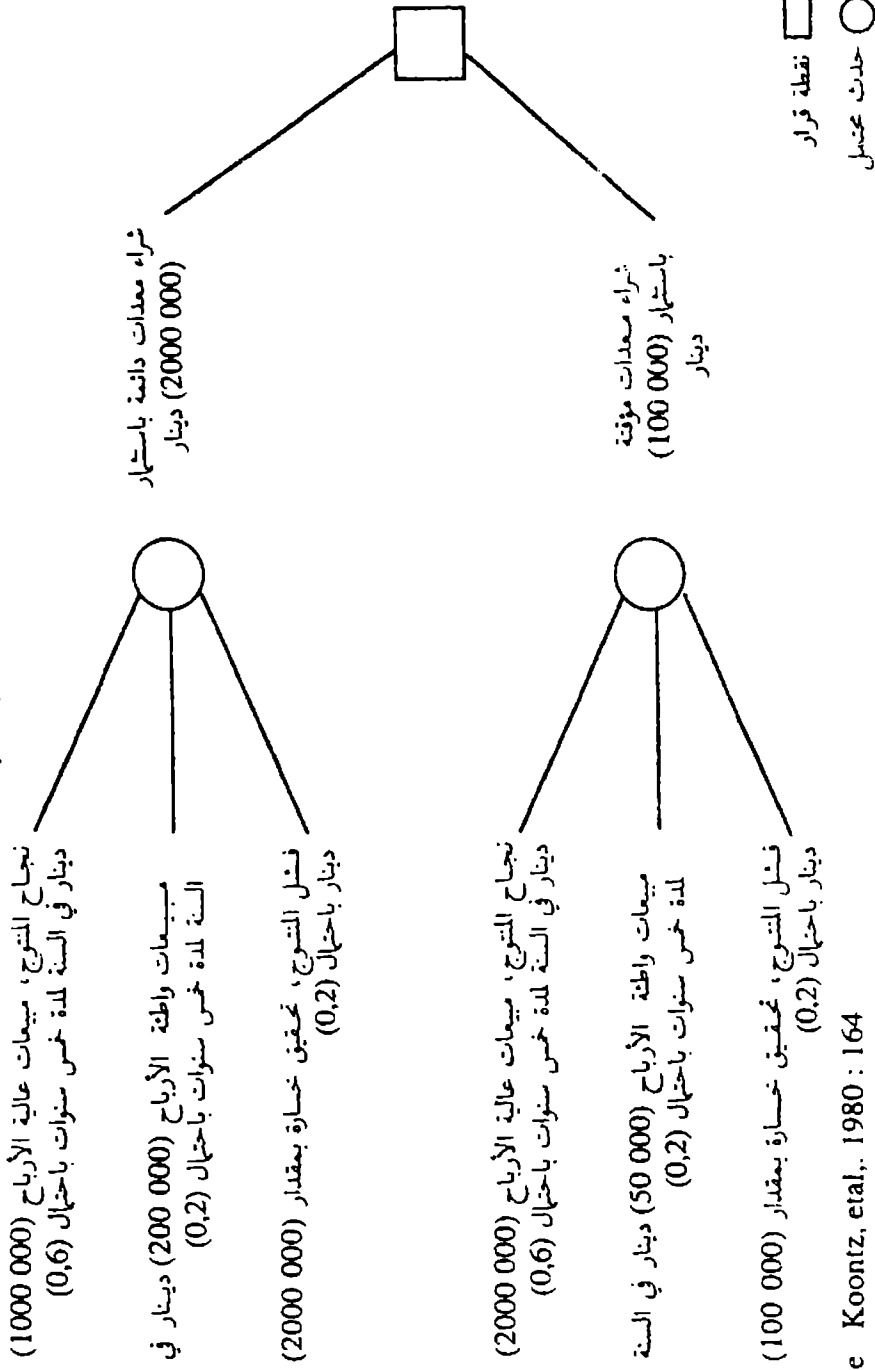 نجاح المنتوج، مبيعات عالية الأرباح (1000 000)
دينار في السنة لمدة خمس سنوات باحتمال (0,6)
مبيعات واطئة الأرباح (200 000) دينار في
السنة لمدة خمس سنوات باحتمال (0,2)
فشل المنتوج، تحقيق خسارة بمقدار (2000 000)
دينار باحتمال (0,2)
شراء معدات دائمة باستثمار
(2000 000) دينار
نجاح المنتوج، مبيعات عالية الأرباح (2000 000)
دينار في السنة لمدة خمس سنوات باحتمال (0,6)
مبيعات واطئة الأرباح (50 000) دينار في السنة
لمدة خمس سنوات باحتمال (0,2)
فشل المنتوج، تحقيق خسارة بمقدار (100 000)
دينار باحتمال (0,2)
شراء معدات مؤقتة
باستثمار (100 000)
دينار
نقطة قرار
حدث محتمل
e Koontz, etal,. 1980 : 164